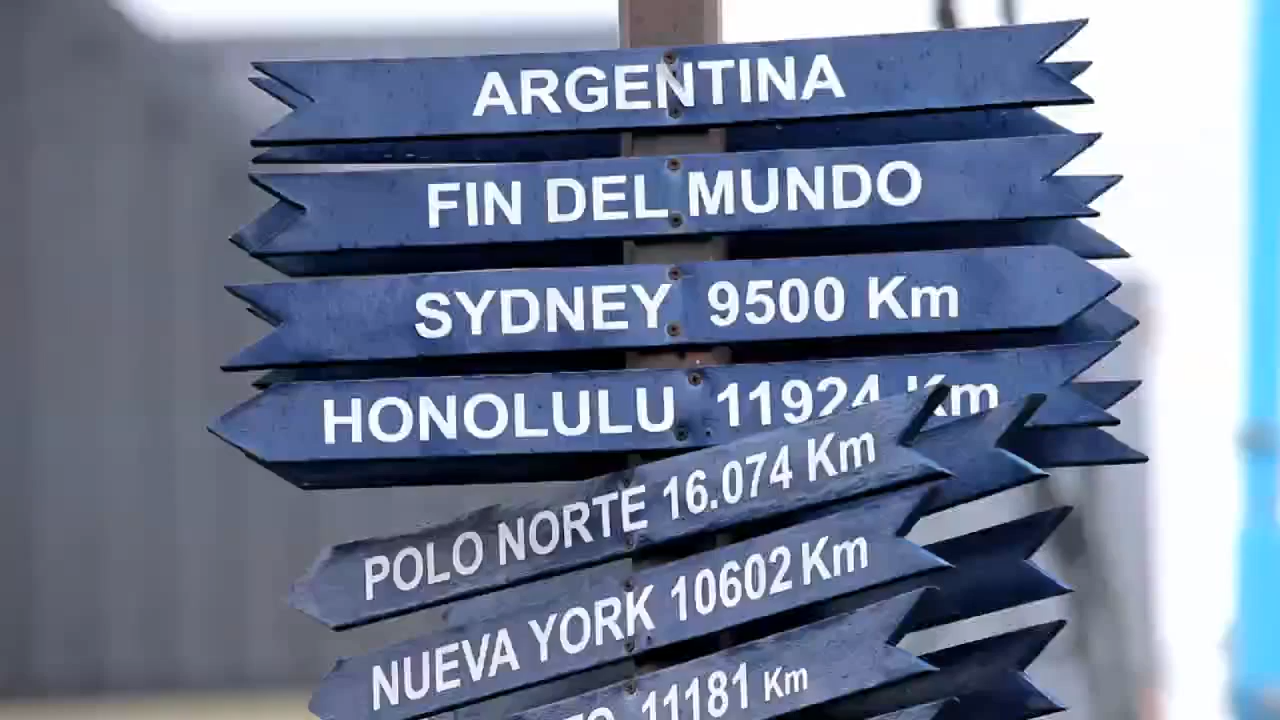 ARGENTINA
FIN DEL MUNDO
SYDNEY 9500 Km
HONOLULU 11924 Km
POLO NORTE 16.074 Km
NUEVA YORK 10602 Km
11181 Km